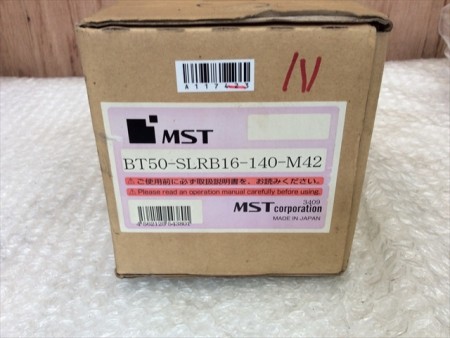 A117423
MST
BT50-SLRB16-140-M42
⚠ご使用前に必ず取扱説明書を、お読みください。
⚠Please read an operation manual carefully before using.
3409
MST corporation
MADE IN JAPAN